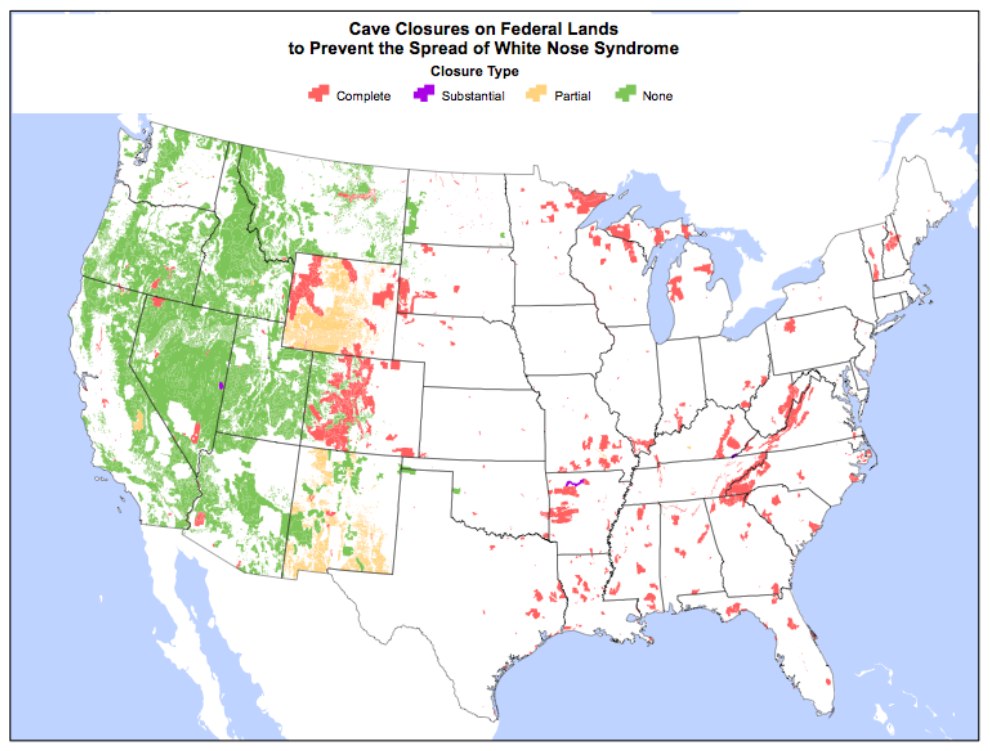 Cave Closures on Federal Lands
to Prevent the Spread of White Nose Syndrome
Closure Type
Complete Substantial Partial None